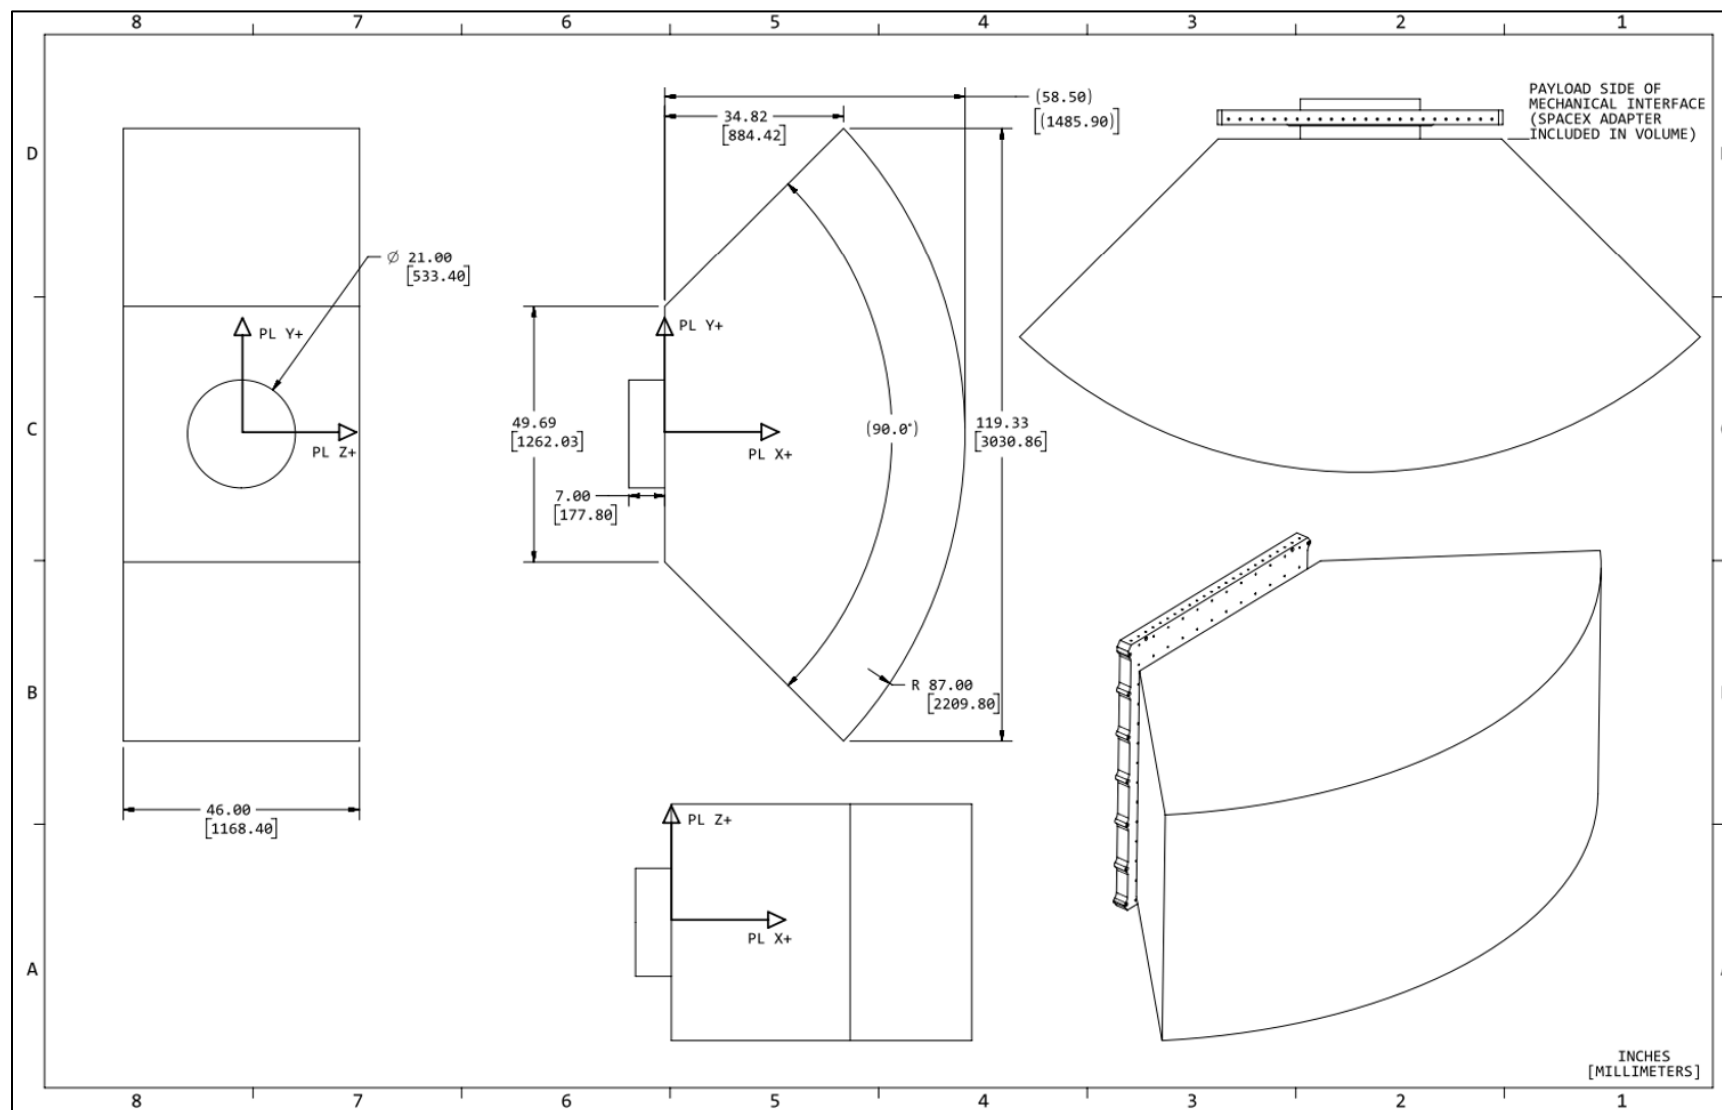 8 7 6 5 4 3 2 1
D
C
B
A
Ø 21.00
[533.40]
PL Y+
PL Z+
46.00
[1168.40]
(58.50)
[(1485.90)]
34.82
[884.42]
PL Y+
49.69
[1262.03]
(90.0°)
119.33
[3030.86]
PL X+
7.00
[177.80]
R 87.00
[2209.80]
PL Z+
PL X+
PAYLOAD SIDE OF
MECHANICAL INTERFACE
(SPACEX ADAPTER
INCLUDED IN VOLUME)
INCHES
[MILLIMETERS]
8 7 6 5 4 3 2 1